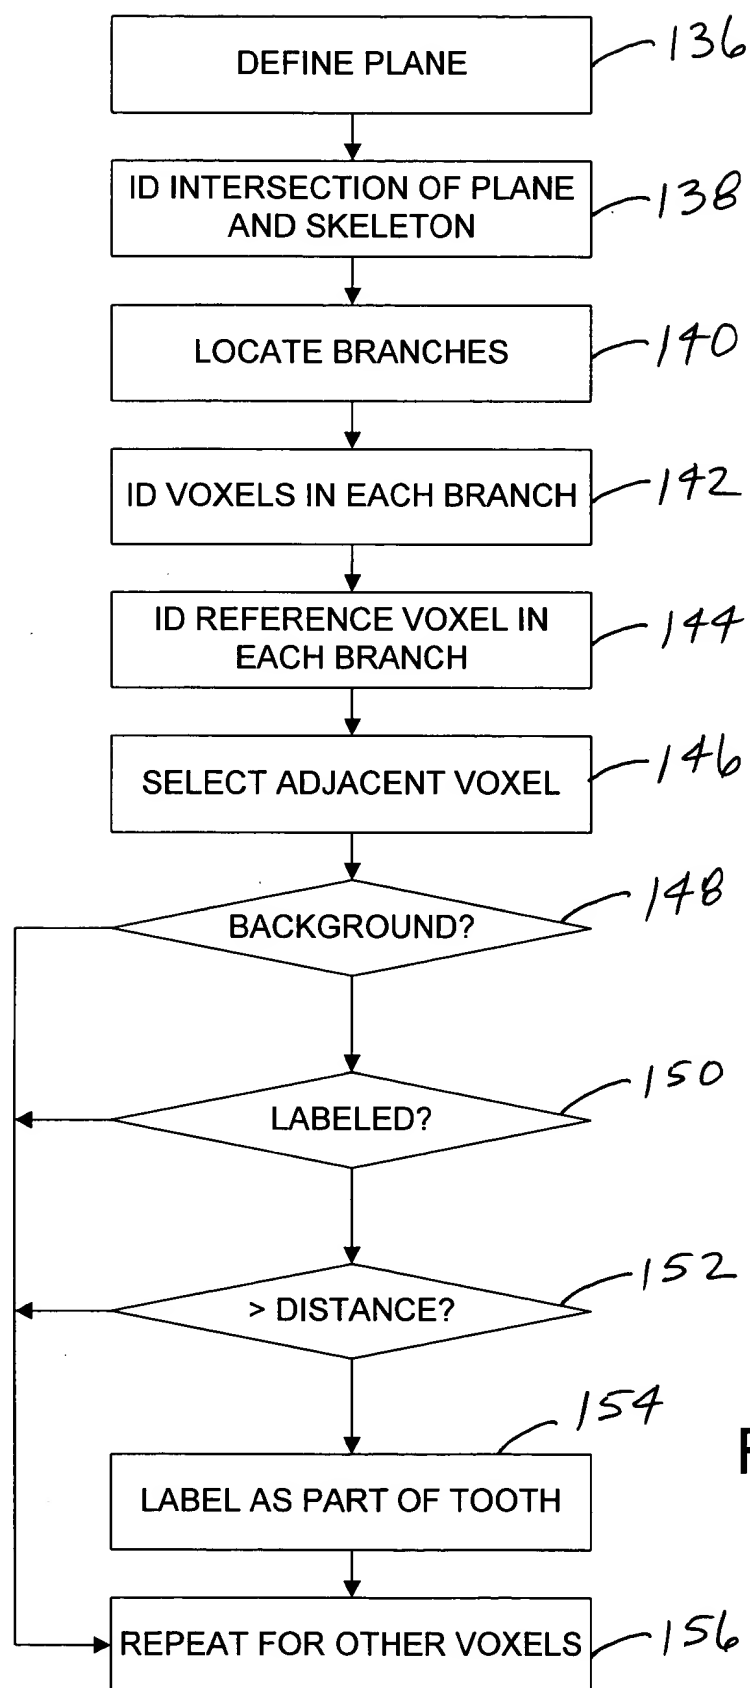 DEFINE PLANE
136
ID INTERSECTION OF PLANE
AND SKELETON
138
LOCATE BRANCHES
140
ID VOXELS IN EACH BRANCH
142
ID REFERENCE VOXEL IN
EACH BRANCH
144
SELECT ADJACENT VOXEL
146
BACKGROUND?
148
LABELED?
150
> DISTANCE?
152
154
LABEL AS PART OF TOOTH
REPEAT FOR OTHER VOXELS
156